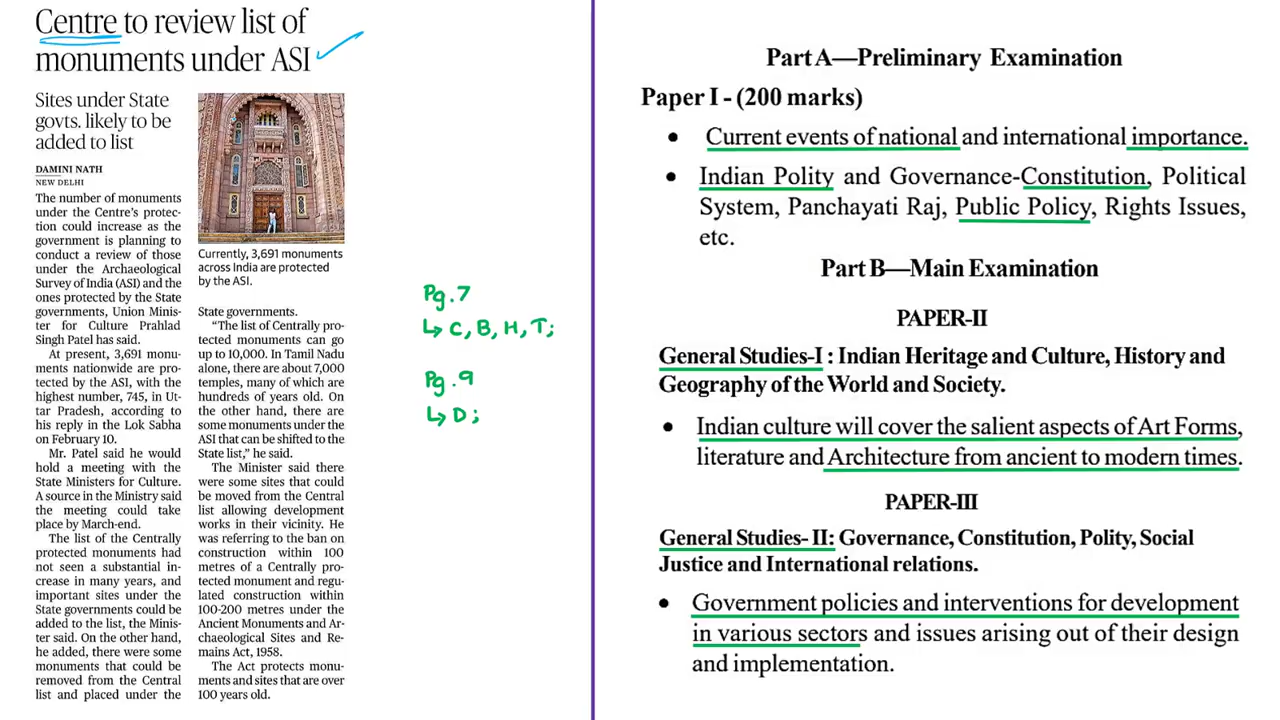 Centre to review list of
monuments under ASI
Sites under State
govts. likely to be
added to list
DAMINI NATH
NEW DELHI
The number of monuments
under the Centre's protec-
tion could increase as the
government is planning to
conduct a review of those
under the Archaeological
Survey of India (ASI) and the
ones protected by the State
governments, Union Minis-
ter for Culture Prahlad
Singh Patel has said.
At present, 3,691 monu-
ments nationwide are pro-
tected by the ASI, with the
highest number, 745, in Ut-
tar Pradesh, according to
his reply in the Lok Sabha
on February 10.
Mr. Patel said he would
hold a meeting with the
State Ministers for Culture.
A source in the Ministry said
the meeting could take
place by March-end.
The list of the Centrally
protected monuments had
not seen a substantial in-
crease in many years, and
important sites under the
State governments could be
added to the list, the Minis-
ter said. On the other hand,
he added, there were some
monuments that could be
removed from the Central
list and placed under the
Currently, 3,691 monuments
across India are protected
by the ASI.
State governments.
"The list of Centrally pro-
tected monuments can go
up to 10,000. In Tamil Nadu
alone, there are about 7,000
temples, many of which are
hundreds of years old. On
the other hand, there are
some monuments under the
ASI that can be shifted to the
State list," he said.
The Minister said there
were some sites that could
be moved from the Central
list allowing development
works in their vicinity. He
was referring to the ban on
construction within 100
metres of a Centrally pro-
tected monument and regu-
lated construction within
100-200 metres under the
Ancient Monuments and Ar-
chaeological Sites and Re-
mains Act, 1958.
The Act protects monu-
ments and sites that are over
100 years old.
Pg.7
↳ C, B, H, T;
Pg.9
↳ D;
Part A—Preliminary Examination
Paper I - (200 marks)
• Current events of national and international importance.
• Indian Polity and Governance-Constitution, Political
System, Panchayati Raj, Public Policy, Rights Issues,
etc.
Part B—Main Examination
PAPER-II
General Studies-I : Indian Heritage and Culture, History and
Geography of the World and Society.
• Indian culture will cover the salient aspects of Art Forms,
literature and Architecture from ancient to modern times.
PAPER-III
General Studies- II: Governance, Constitution, Polity, Social
Justice and International relations.
• Government policies and interventions for development
in various sectors and issues arising out of their design
and implementation.